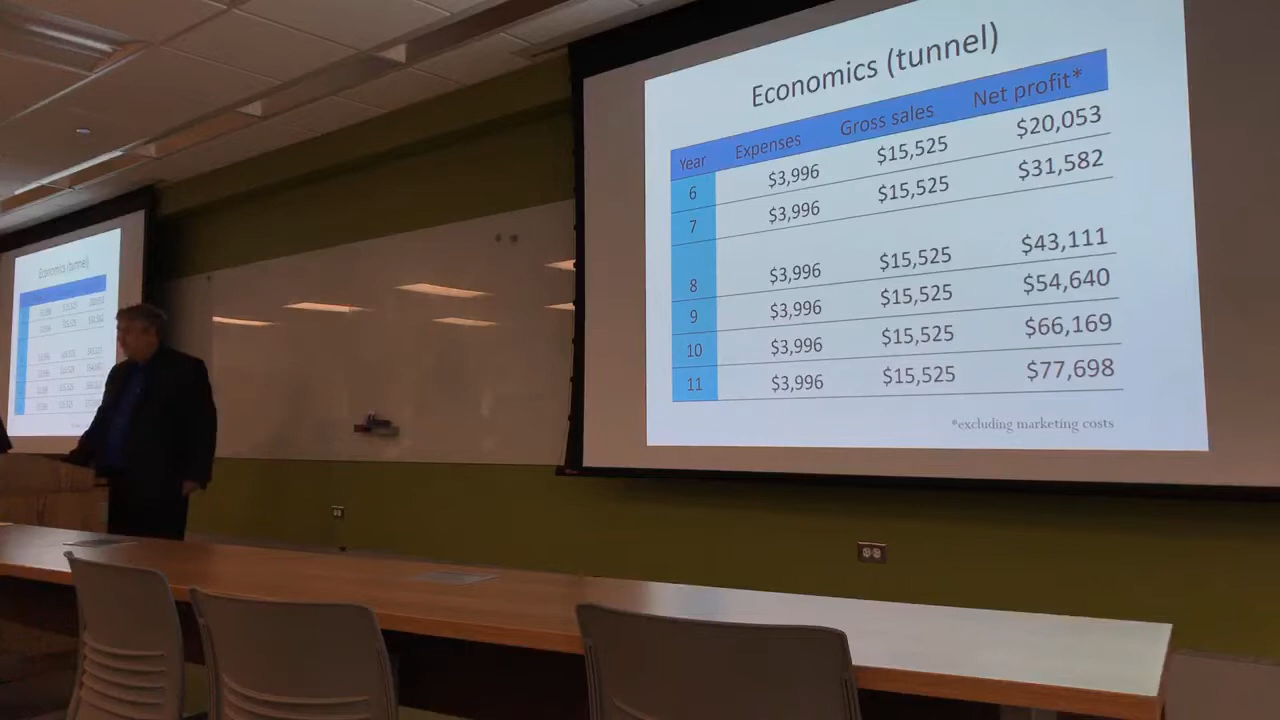 Economics (tunnel)
Year Expenses Gross sales Net profit*
6 $3,996 $15,525 $20,053
7 $3,996 $15,525 $31,582
8 $3,996 $15,525 $43,111
9 $3,996 $15,525 $54,640
10 $3,996 $15,525 $66,169
11 $3,996 $15,525 $77,698
*excluding marketing costs
Economics (tunnel)